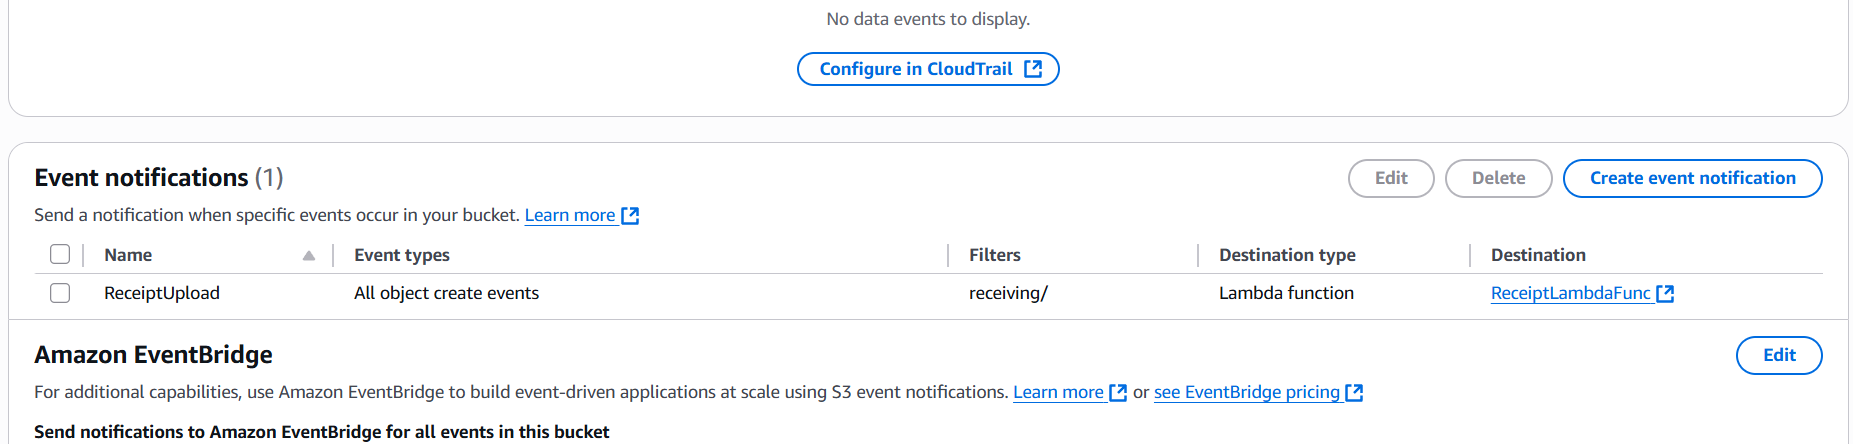 No data events to display.
Configure in CloudTrail
Event notifications (1)
Edit
Delete
Create event notification
Send a notification when specific events occur in your bucket. Learn more
Name
Event types
Filters
Destination type
Destination
ReceiptUpload
All object create events
receiving/
Lambda function
ReceiptLambdaFunc
Amazon EventBridge
Edit
For additional capabilities, use Amazon EventBridge to build event-driven applications at scale using S3 event notifications. Learn more or see EventBridge pricing
Send notifications to Amazon EventBridge for all events in this bucket